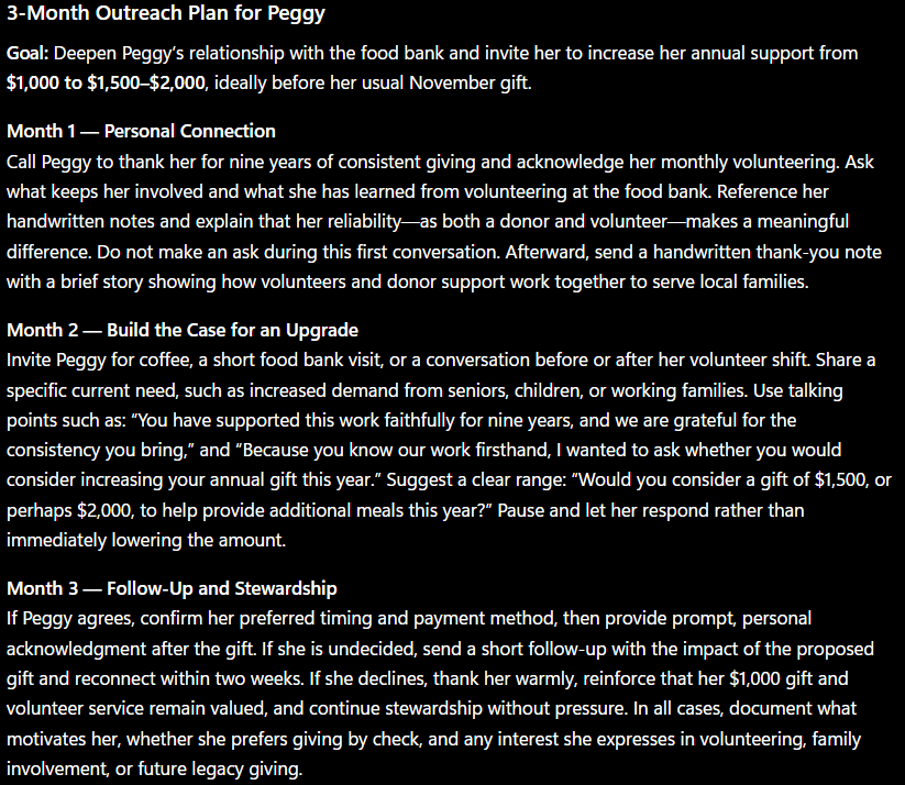 3-Month Outreach Plan for Peggy
Goal: Deepen Peggy’s relationship with the food bank and invite her to increase her annual support from
$1,000 to $1,500–$2,000, ideally before her usual November gift.
Month 1 — Personal Connection
Call Peggy to thank her for nine years of consistent giving and acknowledge her monthly volunteering. Ask
what keeps her involved and what she has learned from volunteering at the food bank. Reference her
handwritten notes and explain that her reliability—as both a donor and volunteer—makes a meaningful
difference. Do not make an ask during this first conversation. Afterward, send a handwritten thank-you note
with a brief story showing how volunteers and donor support work together to serve local families.
Month 2 — Build the Case for an Upgrade
Invite Peggy for coffee, a short food bank visit, or a conversation before or after her volunteer shift. Share a
specific current need, such as increased demand from seniors, children, or working families. Use talking
points such as: “You have supported this work faithfully for nine years, and we are grateful for the
consistency you bring,” and “Because you know our work firsthand, I wanted to ask whether you would
consider increasing your annual gift this year.” Suggest a clear range: “Would you consider a gift of $1,500, or
perhaps $2,000, to help provide additional meals this year?” Pause and let her respond rather than
immediately lowering the amount.
Month 3 — Follow-Up and Stewardship
If Peggy agrees, confirm her preferred timing and payment method, then provide prompt, personal
acknowledgment after the gift. If she is undecided, send a short follow-up with the impact of the proposed
gift and reconnect within two weeks. If she declines, thank her warmly, reinforce that her $1,000 gift and
volunteer service remain valued, and continue stewardship without pressure. In all cases, document what
motivates her, whether she prefers giving by check, and any interest she expresses in volunteering, family
involvement, or future legacy giving.